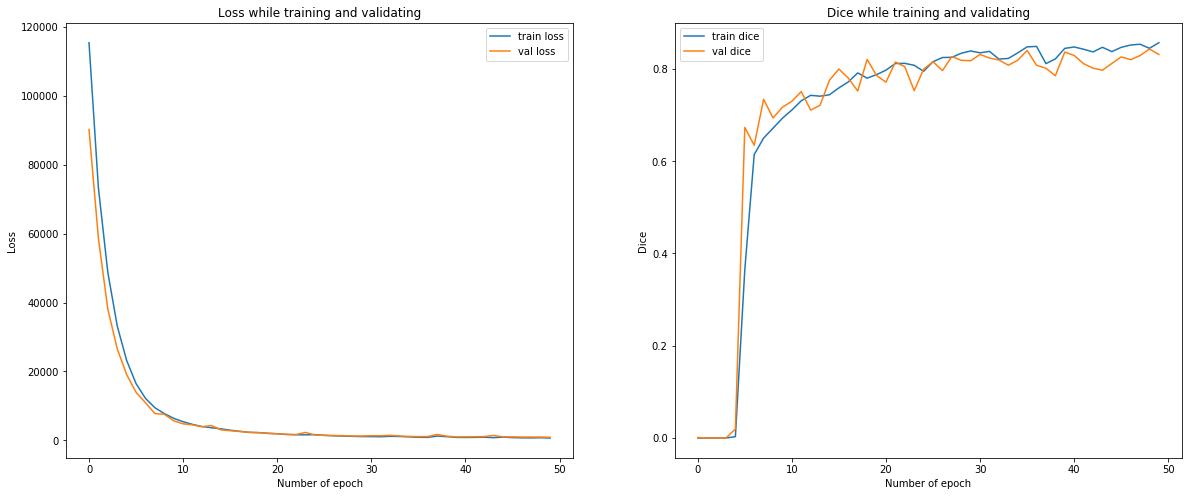 Loss while training and validating
train loss
val loss
120000
100000
80000
60000
40000
20000
0
Loss
0 10 20 30 40 50
Number of epoch
Dice while training and validating
train dice
val dice
0.8
0.6
0.4
0.2
0.0
Dice
0 10 20 30 40 50
Number of epoch